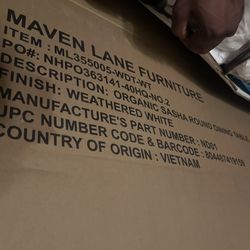 MAVEN LANE FURNITURE
ITEM : ML355005-WDT-WT
PO#: NHPO363141-40HQ-NO.2
DESCRIPTION: ORGANIC SASHA ROUND DINING TABLE
FINISH: WEATHERED WHITE
MANUFACTURE'S PART NUMBER : ND01
UPC NUMBER CODE & BARCODE : 804467419159
COUNTRY OF ORIGIN : VIETNAM